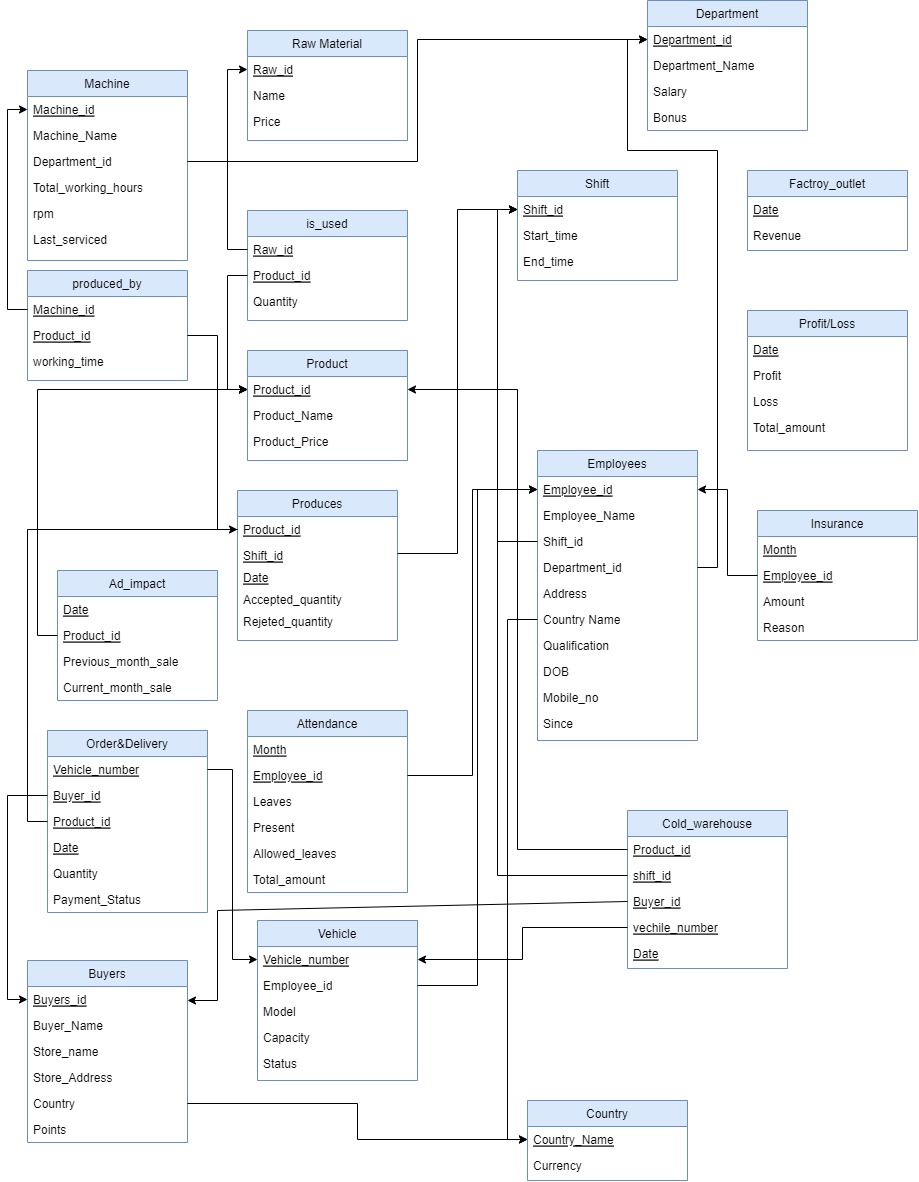 Department
Department_id
Department_Name
Salary
Bonus
Raw Material
Raw_id
Name
Price
Machine
Machine_id
Machine_Name
Department_id
Total_working_hours
rpm
Last_serviced
Shift
Shift_id
Start_time
End_time
Factroy_outlet
Date
Revenue
is_used
Raw_id
Product_id
Quantity
produced_by
Machine_id
Product_id
working_time
Profit/Loss
Date
Profit
Loss
Total_amount
Product
Product_id
Product_Name
Product_Price
Employees
Employee_id
Employee_Name
Shift_id
Department_id
Address
Country Name
Qualification
DOB
Mobile_no
Since
Produces
Product_id
Shift_id
Date
Accepted_quantity
Rejeted_quantity
Insurance
Month
Employee_id
Amount
Reason
Ad_impact
Date
Product_id
Previous_month_sale
Current_month_sale
Attendance
Month
Employee_id
Leaves
Present
Allowed_leaves
Total_amount
Order&Delivery
Vehicle_number
Buyer_id
Product_id
Date
Quantity
Payment_Status
Cold_warehouse
Product_id
shift_id
Buyer_id
vechile_number
Date
Vehicle
Vehicle_number
Employee_id
Model
Capacity
Status
Buyers
Buyers_id
Buyer_Name
Store_name
Store_Address
Country
Points
Country
Country_Name
Currency